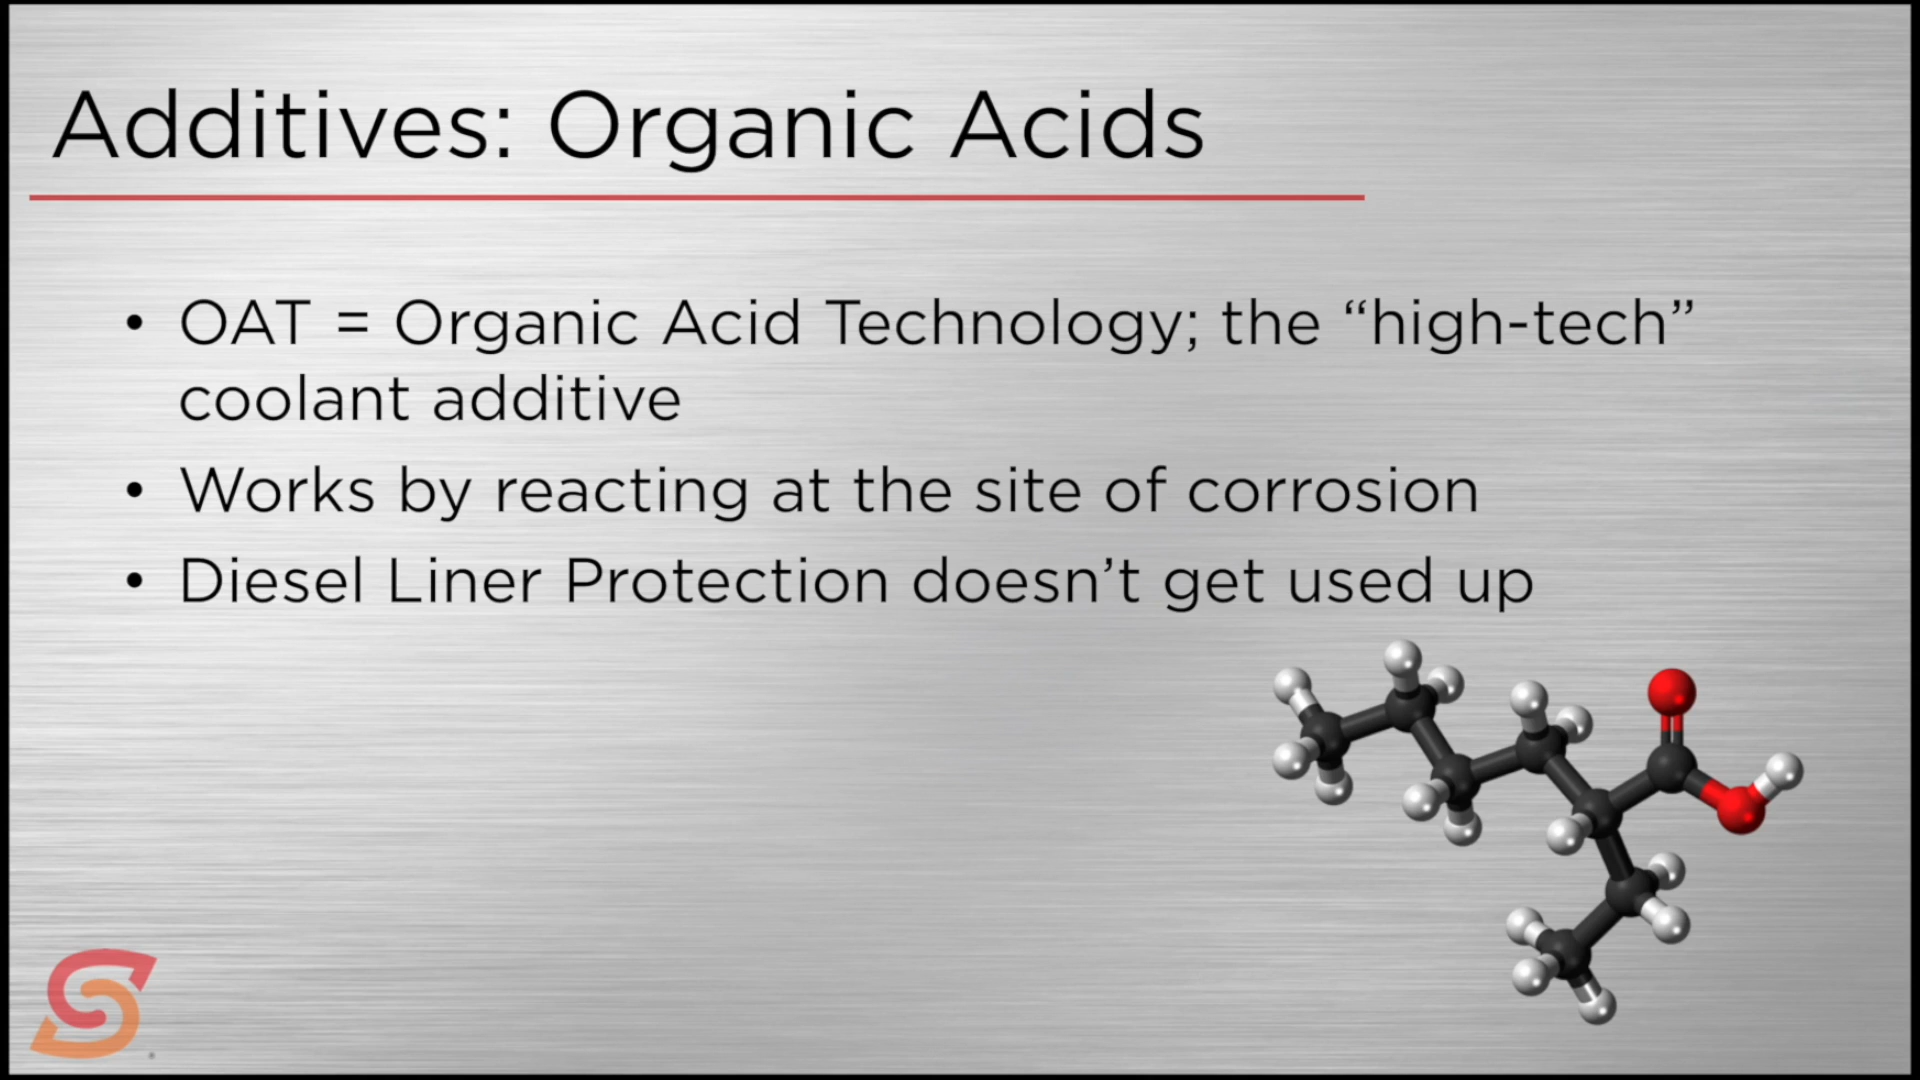 Additives: Organic Acids
• OAT = Organic Acid Technology; the “high-tech”
coolant additive
• Works by reacting at the site of corrosion
• Diesel Liner Protection doesn’t get used up